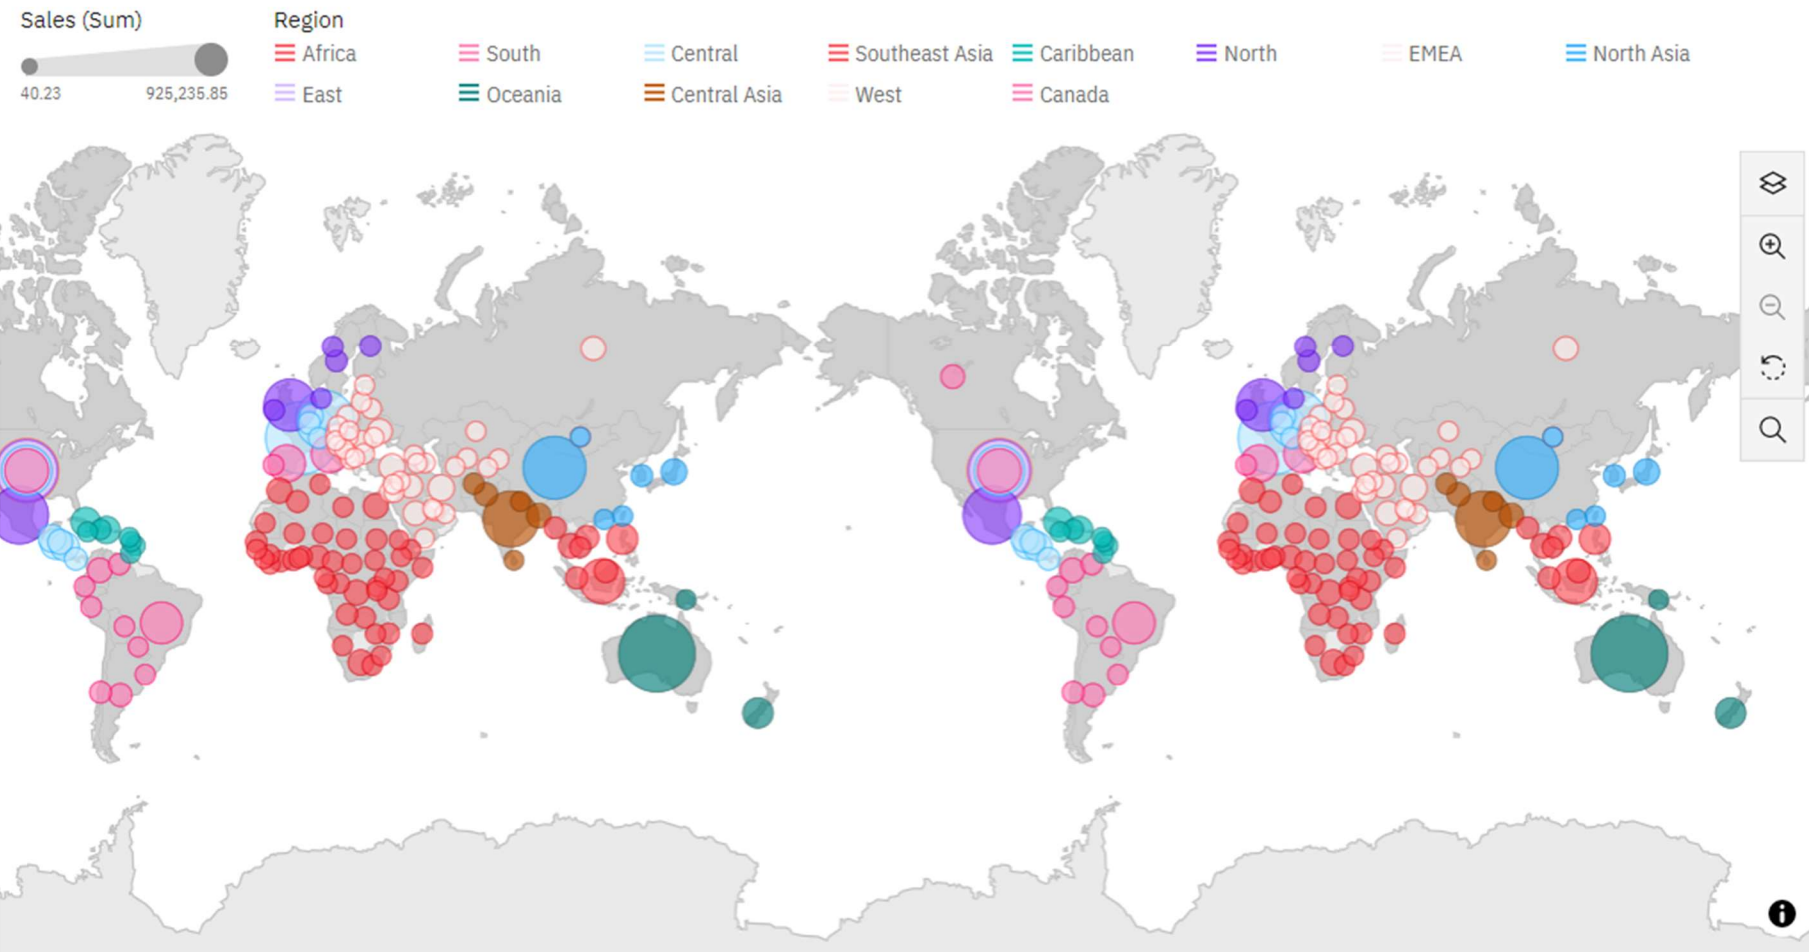 Sales (Sum)
40.23 925,235.85
Region
Africa South Central Southeast Asia Caribbean North EMEA North Asia
East Oceania Central Asia West Canada